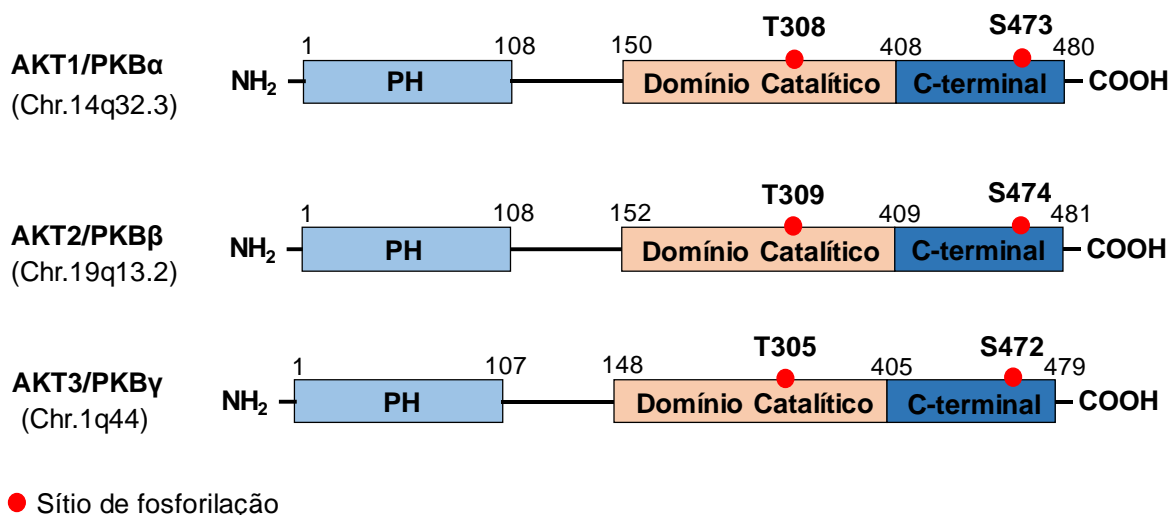 T308 S473
1 108 150 408 480
AKT1/PKBα
(Chr.14q32.3)
NH₂ PH Domínio Catalítico C-terminal COOH
T309 S474
1 108 152 409 481
AKT2/PKBβ
(Chr.19q13.2)
NH₂ PH Domínio Catalítico C-terminal COOH
T305 S472
1 107 148 405 479
AKT3/PKBγ
(Chr.1q44)
NH₂ PH Domínio Catalítico C-terminal COOH
Sítio de fosforilação